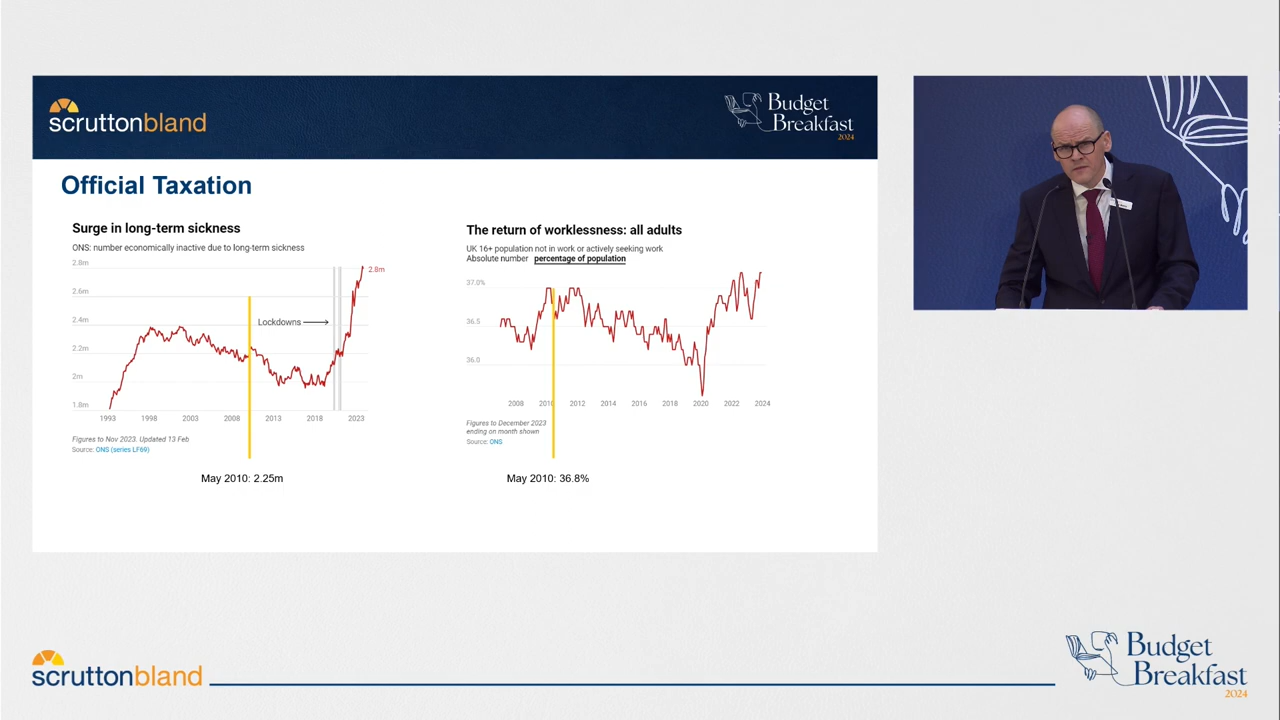 scruttonbland
Budget
Breakfast
2024
Official Taxation
Surge in long-term sickness
ONS: number economically inactive due to long-term sickness
2.8m
2.8m
2.6m
2.4m
Lockdowns
2.2m
2m
1.8m
1993 1998 2003 2008 2013 2018 2023
Figures to Nov 2023. Updated 13 Feb
Source: ONS (series LF69)
May 2010: 2.25m
The return of worklessness: all adults
UK 16+ population not in work or actively seeking work
Absolute number percentage of population
37.0%
36.5
36.0
2008 2010 2012 2014 2016 2018 2020 2022 2024
Figures to December 2023
ending on month shown
Source: ONS
May 2010: 36.8%
scruttonbland
Budget
Breakfast
2024